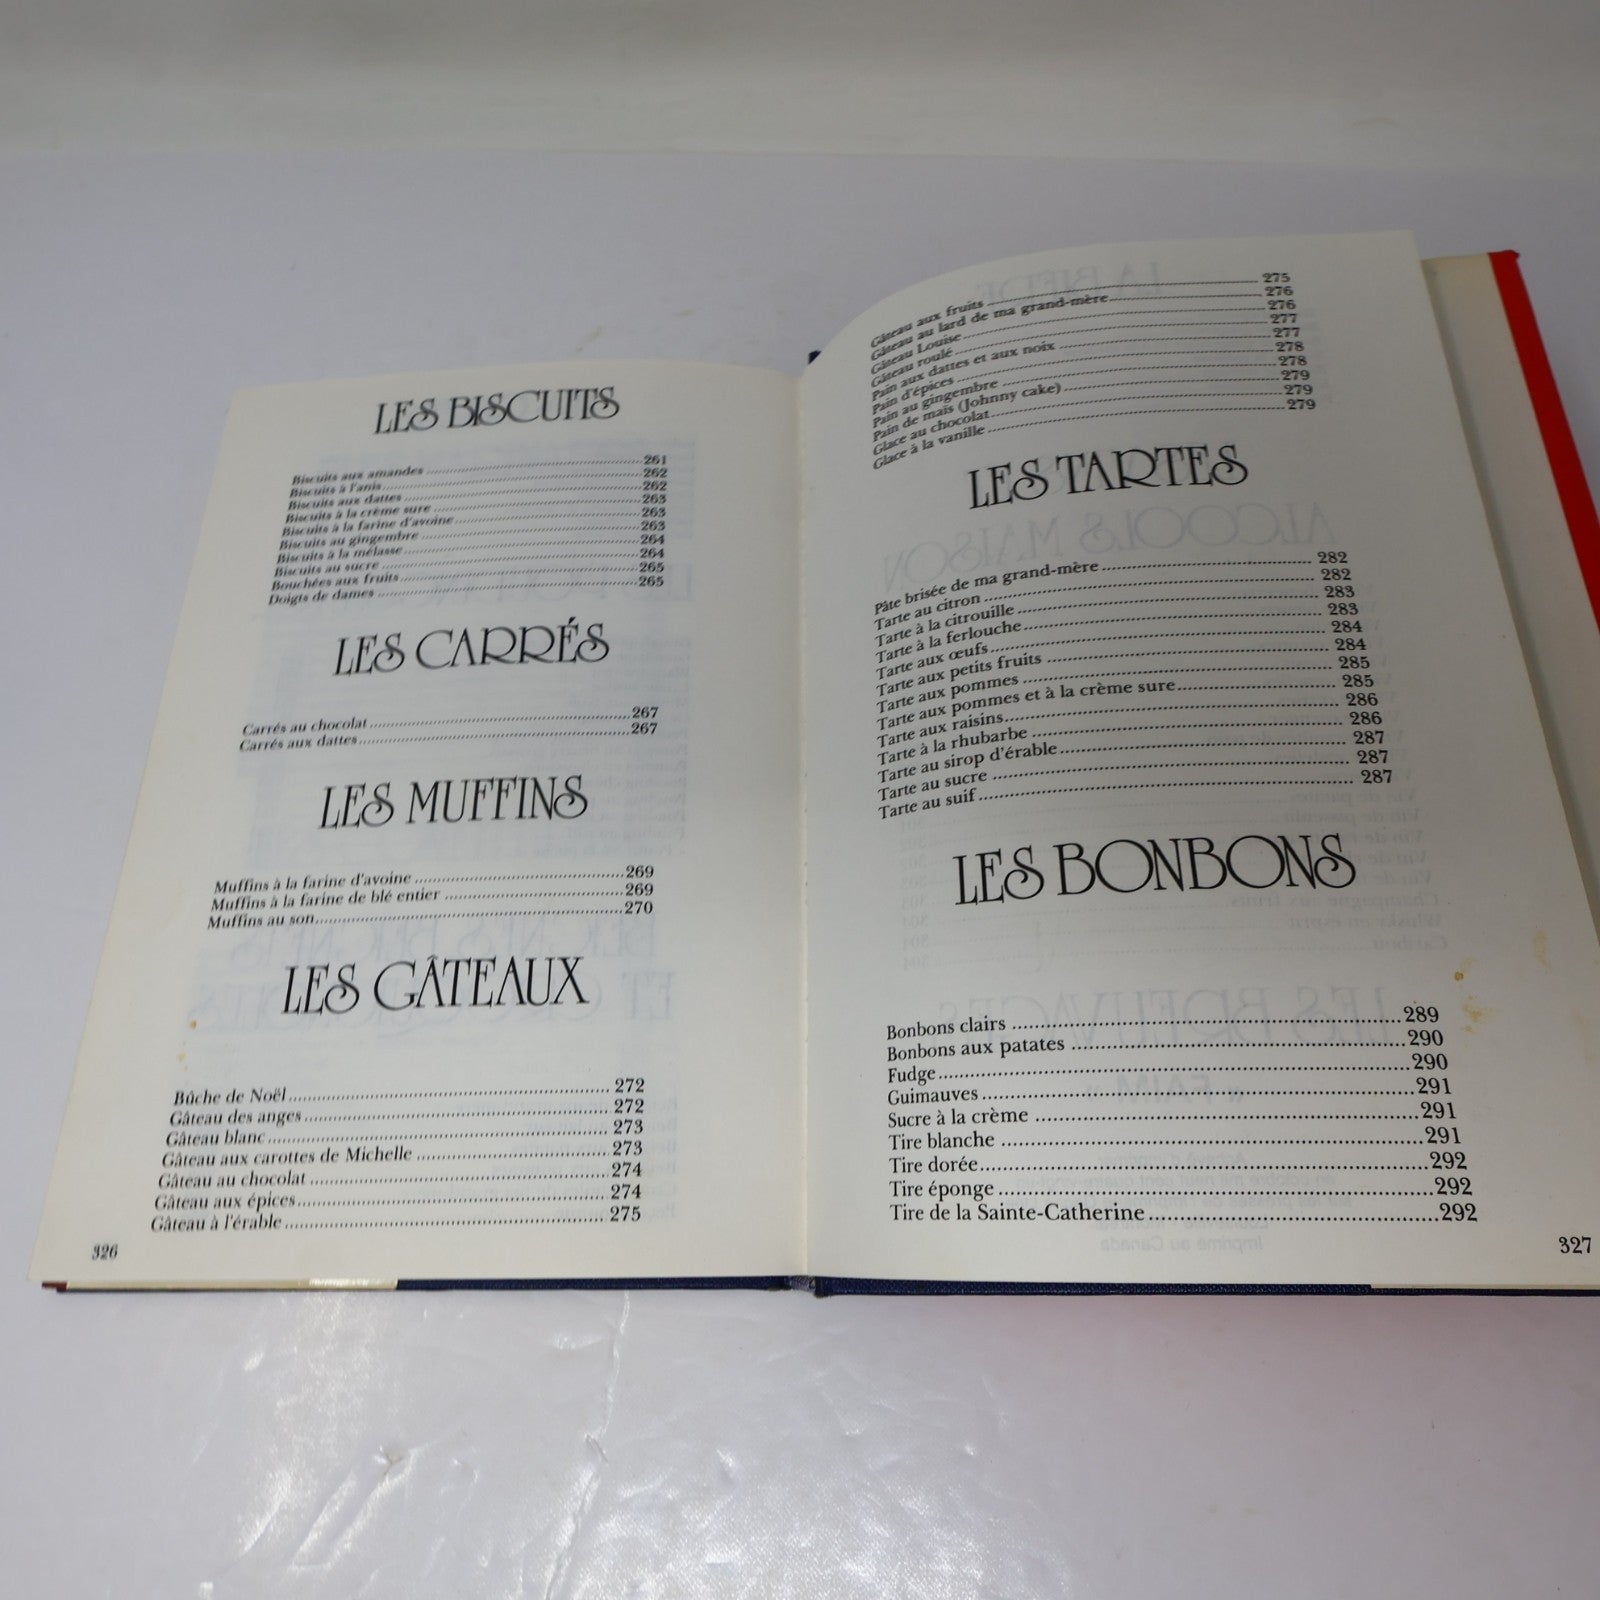 LES BISCUITS
Biscuits aux amandes ........ 261
Biscuits à l'anis ........ 262
Biscuits aux dattes ........ 262
Biscuits à la crème sure ........ 263
Biscuits à la farine d'avoine ........ 263
Biscuits au gingembre ........ 263
Biscuits à la mélasse ........ 264
Biscuits au sucre ........ 264
Bouchées aux fruits ........ 265
Doigts de dames ........ 265
LES CARRÉS
Carrés au chocolat ........ 267
Carrés aux dattes ........ 267
LES MUFFINS
Muffins à la farine d'avoine ........ 269
Muffins à la farine de blé entier ........ 269
Muffins au son ........ 270
LES GÂTEAUX
Bûche de Noël ........ 272
Gâteau des anges ........ 272
Gâteau blanc ........ 273
Gâteau aux carottes de Michelle ........ 273
Gâteau au chocolat ........ 274
Gâteau aux épices ........ 274
Gâteau à l'érable ........ 275
326
Gâteau aux fruits ........ 275
Gâteau au lard de ma grand-mère ........ 276
Gâteau Louise ........ 276
Gâteau roulé ........ 277
Pain aux dattes et aux noix ........ 277
Pain d'épices ........ 278
Pain au gingembre ........ 278
Pain de maïs (Johnny cake) ........ 279
Glace au chocolat ........ 279
Glace à la vanille ........ 279
LES TARTES
Pâte brisée de ma grand-mère ........ 282
Tarte au citron ........ 282
Tarte à la citrouille ........ 283
Tarte à la ferlouche ........ 283
Tarte aux œufs ........ 284
Tarte aux petits fruits ........ 284
Tarte aux pommes ........ 285
Tarte aux pommes et à la crème sure ........ 285
Tarte aux raisins ........ 286
Tarte à la rhubarbe ........ 286
Tarte au sirop d'érable ........ 287
Tarte au sucre ........ 287
Tarte au suif ........ 287
LES BONBONS
Bonbons clairs ........ 289
Bonbons aux patates ........ 290
Fudge ........ 290
Guimauves ........ 291
Sucre à la crème ........ 291
Tire blanche ........ 291
Tire dorée ........ 292
Tire éponge ........ 292
Tire de la Sainte-Catherine ........ 292
327